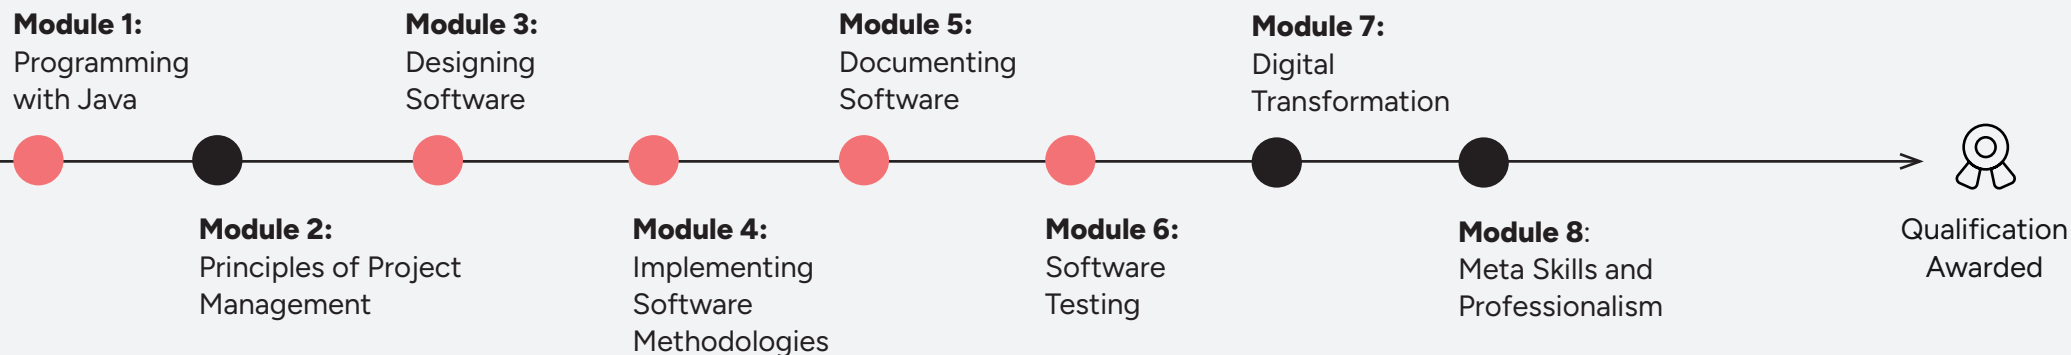 Module 1:
Programming
with Java
Module 2:
Principles of Project
Management
Module 3:
Designing
Software
Module 4:
Implementing
Software
Methodologies
Module 5:
Documenting
Software
Module 6:
Software
Testing
Module 7:
Digital
Transformation
Module 8:
Meta Skills and
Professionalism
Qualification
Awarded